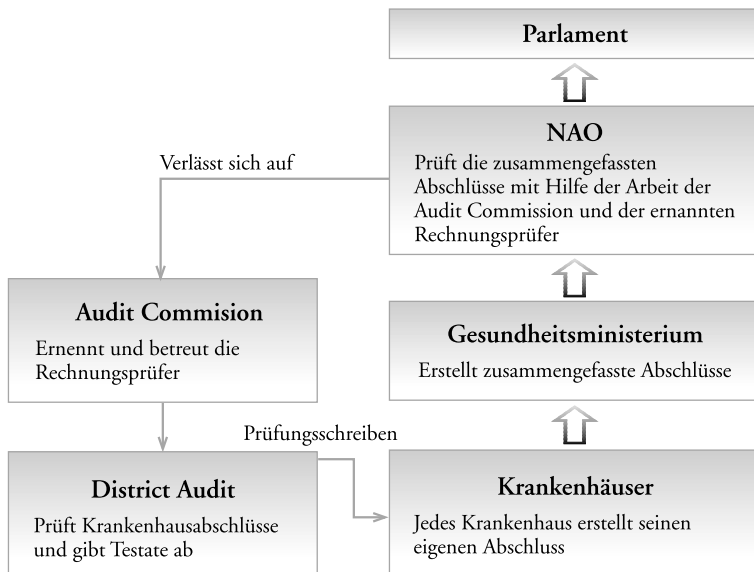 Parlament
NAO
Prüft die zusammengefassten
Abschlüsse mit Hilfe der Arbeit der
Audit Commission und der ernannten
Rechnungsprüfer
Verlässt sich auf
Audit Commision
Ernennt und betreut die
Rechnungsprüfer
Gesundheitsministerium
Erstellt zusammengefasste Abschlüsse
Prüfungsschreiben
District Audit
Prüft Krankenhausabschlüsse
und gibt Testate ab
Krankenhäuser
Jedes Krankenhaus erstellt seinen
eigenen Abschluss